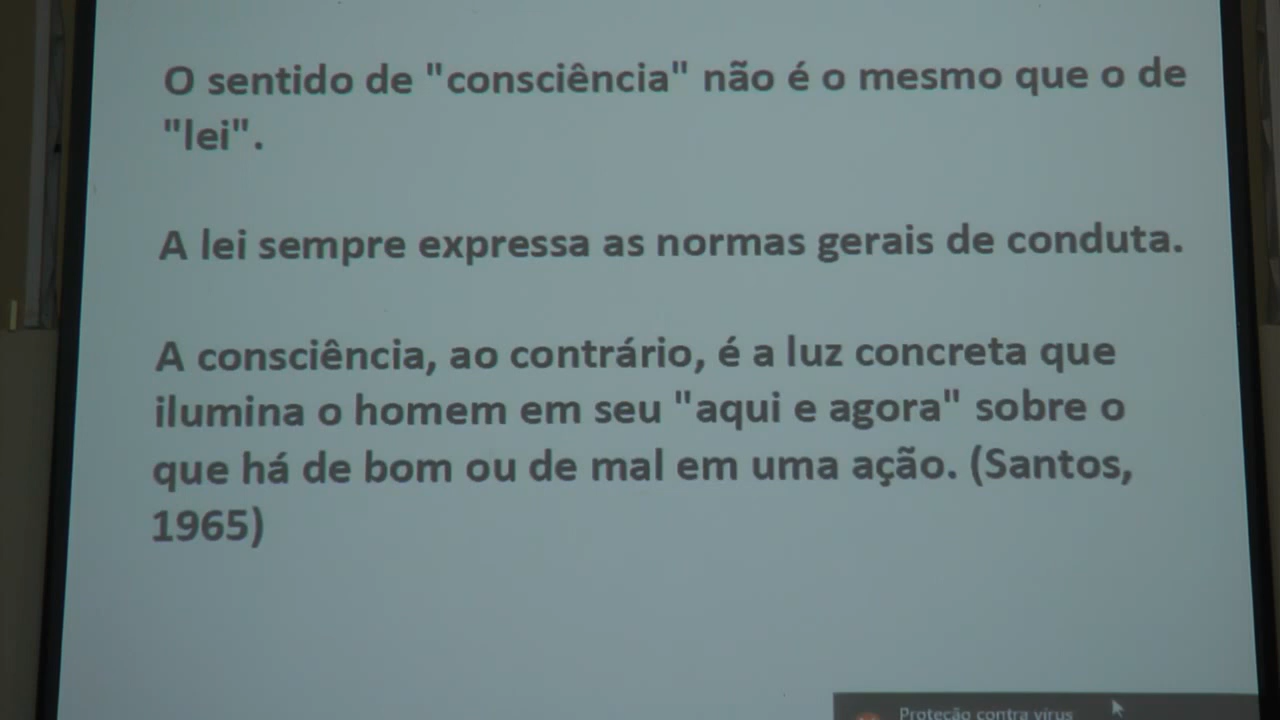 O sentido de "consciência" não é o mesmo que o de
"lei".
A lei sempre expressa as normas gerais de conduta.
A consciência, ao contrário, é a luz concreta que
ilumina o homem em seu "aqui e agora" sobre o
que há de bom ou de mal em uma ação. (Santos,
1965)
Proteção contra vírus